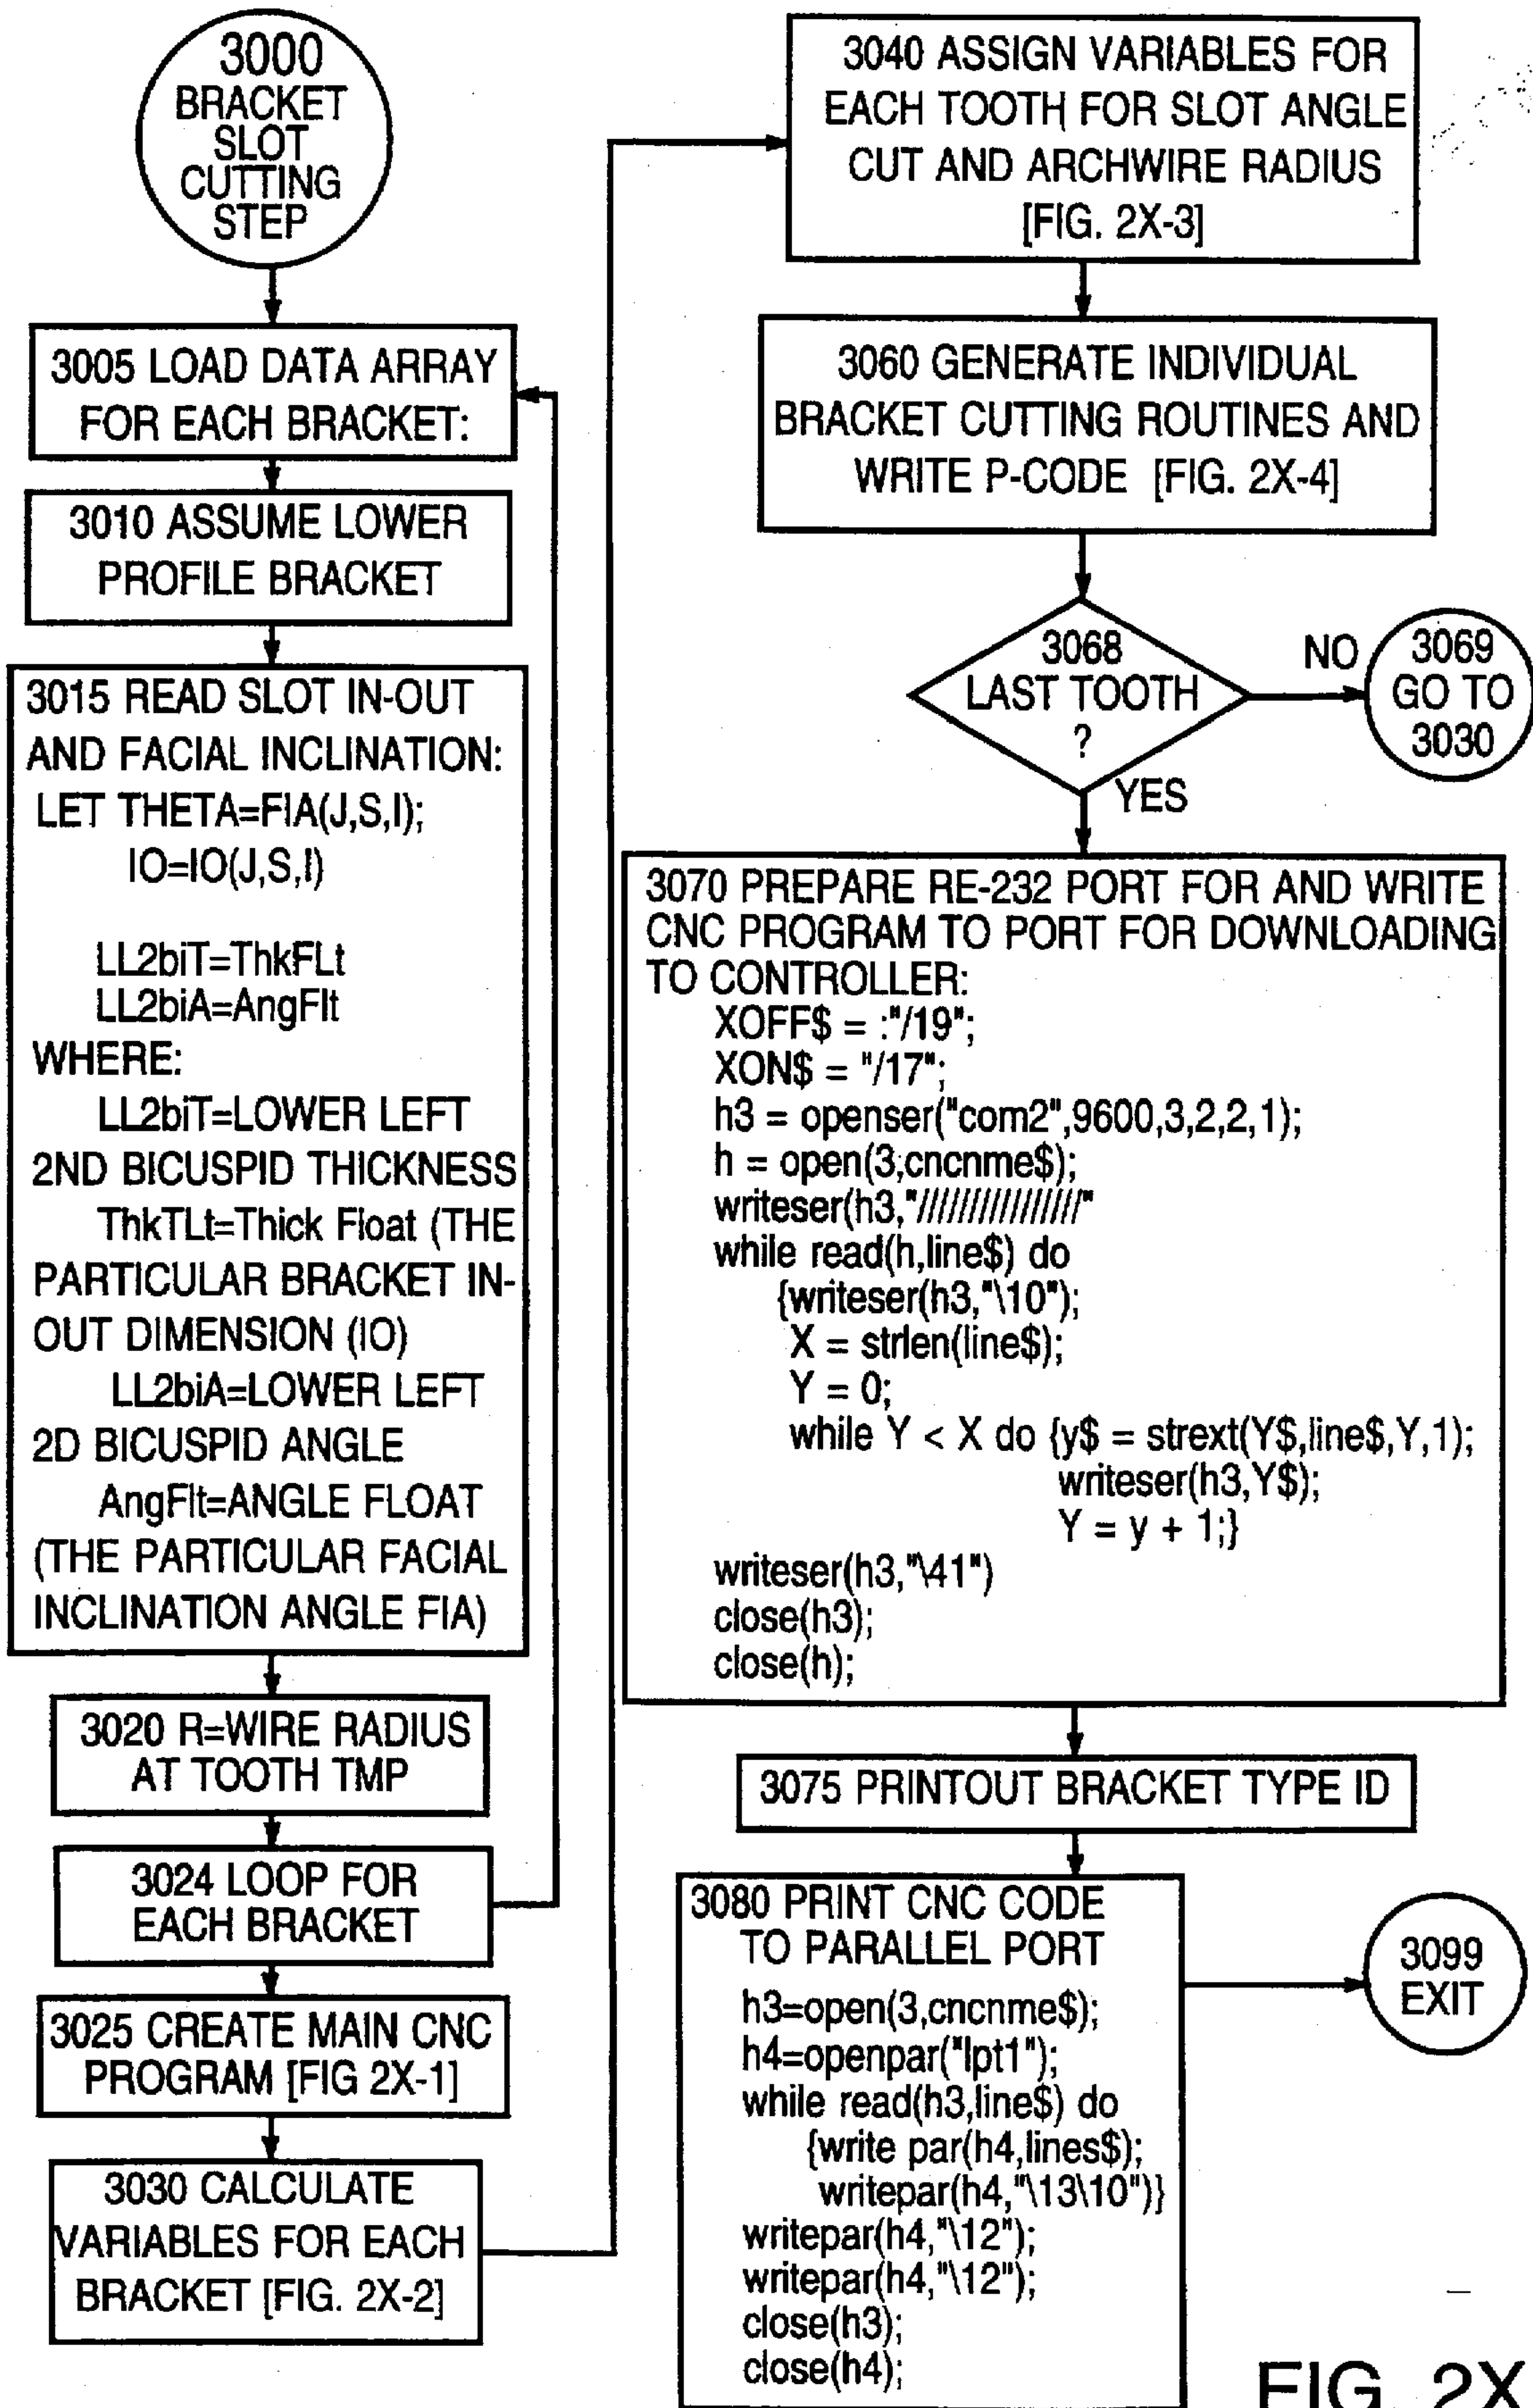 3000
BRACKET
SLOT
CUTTING
STEP
3005 LOAD DATA ARRAY
FOR EACH BRACKET:
3010 ASSUME LOWER
PROFILE BRACKET
3015 READ SLOT IN-OUT
AND FACIAL INCLINATION:
LET THETA=FIA(J,S,I);
IO=IO(J,S,I)
LL2biT=ThkFLt
LL2biA=AngFlt
WHERE:
LL2biT=LOWER LEFT
2ND BICUSPID THICKNESS
ThkTLt=Thick Float (THE
PARTICULAR BRACKET IN-
OUT DIMENSION (IO)
LL2biA=LOWER LEFT
2D BICUSPID ANGLE
AngFlt=ANGLE FLOAT
(THE PARTICULAR FACIAL
INCLINATION ANGLE FIA)
3020 R=WIRE RADIUS
AT TOOTH TMP
3024 LOOP FOR
EACH BRACKET
3025 CREATE MAIN CNC
PROGRAM [FIG 2X-1]
3030 CALCULATE
VARIABLES FOR EACH
BRACKET [FIG. 2X-2]
3040 ASSIGN VARIABLES FOR
EACH TOOTH FOR SLOT ANGLE
CUT AND ARCHWIRE RADIUS
[FIG. 2X-3]
3060 GENERATE INDIVIDUAL
BRACKET CUTTING ROUTINES AND
WRITE P-CODE [FIG. 2X-4]
3068
LAST TOOTH
?
NO
3069
GO TO
3030
YES
3070 PREPARE RE-232 PORT FOR AND WRITE
CNC PROGRAM TO PORT FOR DOWNLOADING
TO CONTROLLER:
XOFF$ = :"/19";
XON$ = "/17";
h3 = openser("com2",9600,3,2,2,1);
h = open(3,cncnme$);
writeser(h3,"////////////////"
while read(h,line$) do
{writeser(h3,"\10");
X = strlen(line$);
Y = 0;
while Y < X do {y$ = strext(Y$,line$,Y,1);
writeser(h3,Y$);
Y = y + 1;}
writeser(h3,"\41")
close(h3);
close(h);
3075 PRINTOUT BRACKET TYPE ID
3080 PRINT CNC CODE
TO PARALLEL PORT
h3=open(3,cncnme$);
h4=openpar("lpt1");
while read(h3,line$) do
{write par(h4,lines$);
writepar(h4,"\13\10")}
writepar(h4,"\12");
writepar(h4,"\12");
close(h3);
close(h4);
3099
EXIT
FIG. 2X